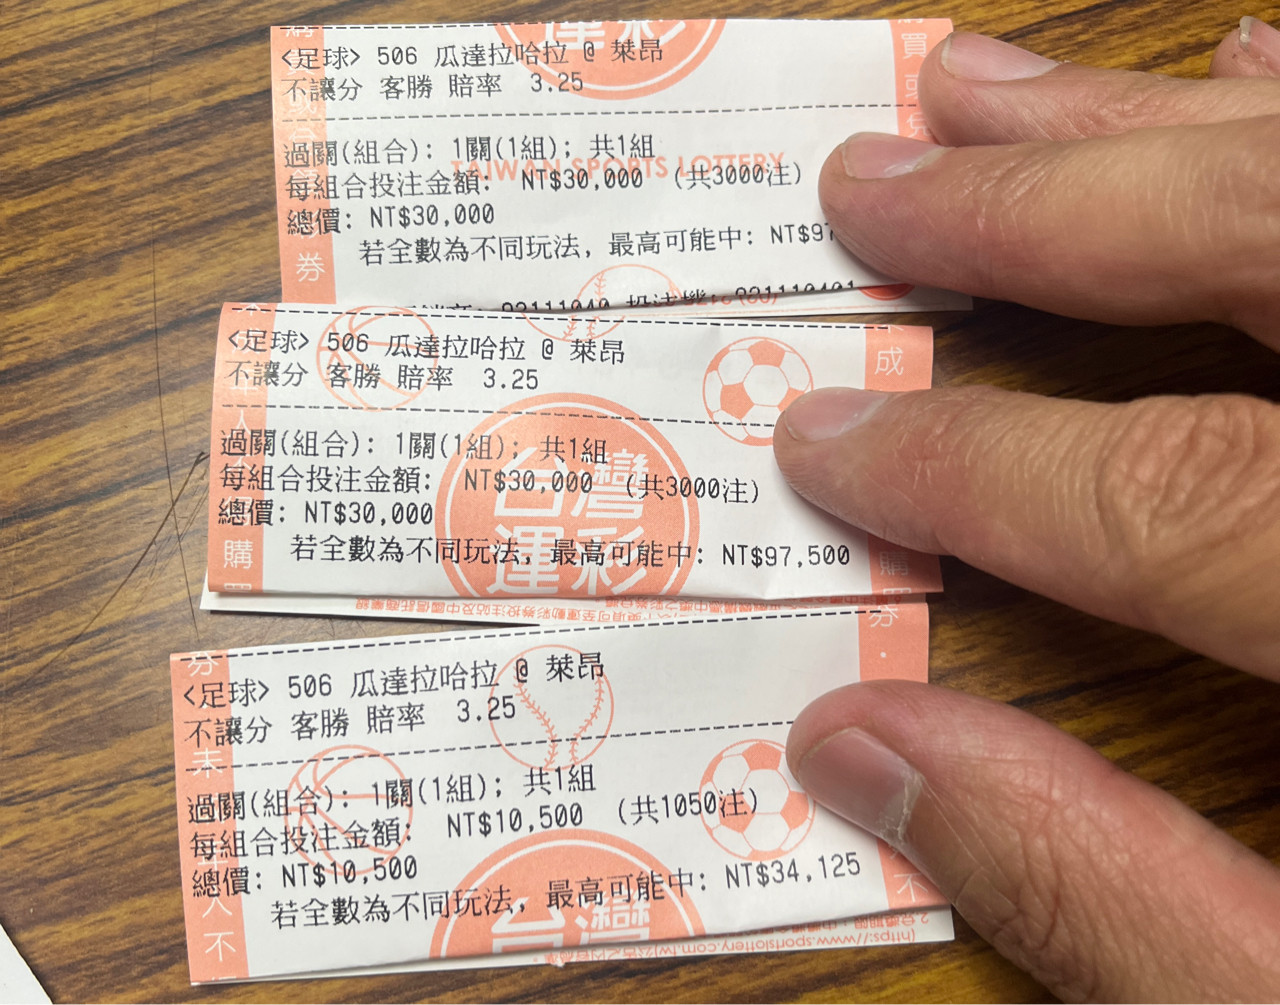 <足球> 506 瓜達拉哈拉 @ 萊昂
不讓分 客勝 賠率 3.25
過關(組合): 1關(1組); 共1組
TAIWAN SPORTS LOTTERY
每組合投注金額: NT$30,000 (共3000注)
總價: NT$30,000
若全數為不同玩法, 最高可能中: NT$97
券
<足球> 506 瓜達拉哈拉 @ 萊昂
不讓分 客勝 賠率 3.25
過關(組合): 1關(1組); 共1組
每組合投注金額: NT$30,000 (共3000注)
總價: NT$30,000
若全數為不同玩法, 最高可能中: NT$97,500
台灣
運彩
成
購
<足球> 506 瓜達拉哈拉 @ 萊昂
不讓分 客勝 賠率 3.25
過關(組合): 1關(1組); 共1組
每組合投注金額: NT$10,500 (共1050注)
總價: NT$10,500
若全數為不同玩法, 最高可能中: NT$34,125
台灣
未
人不